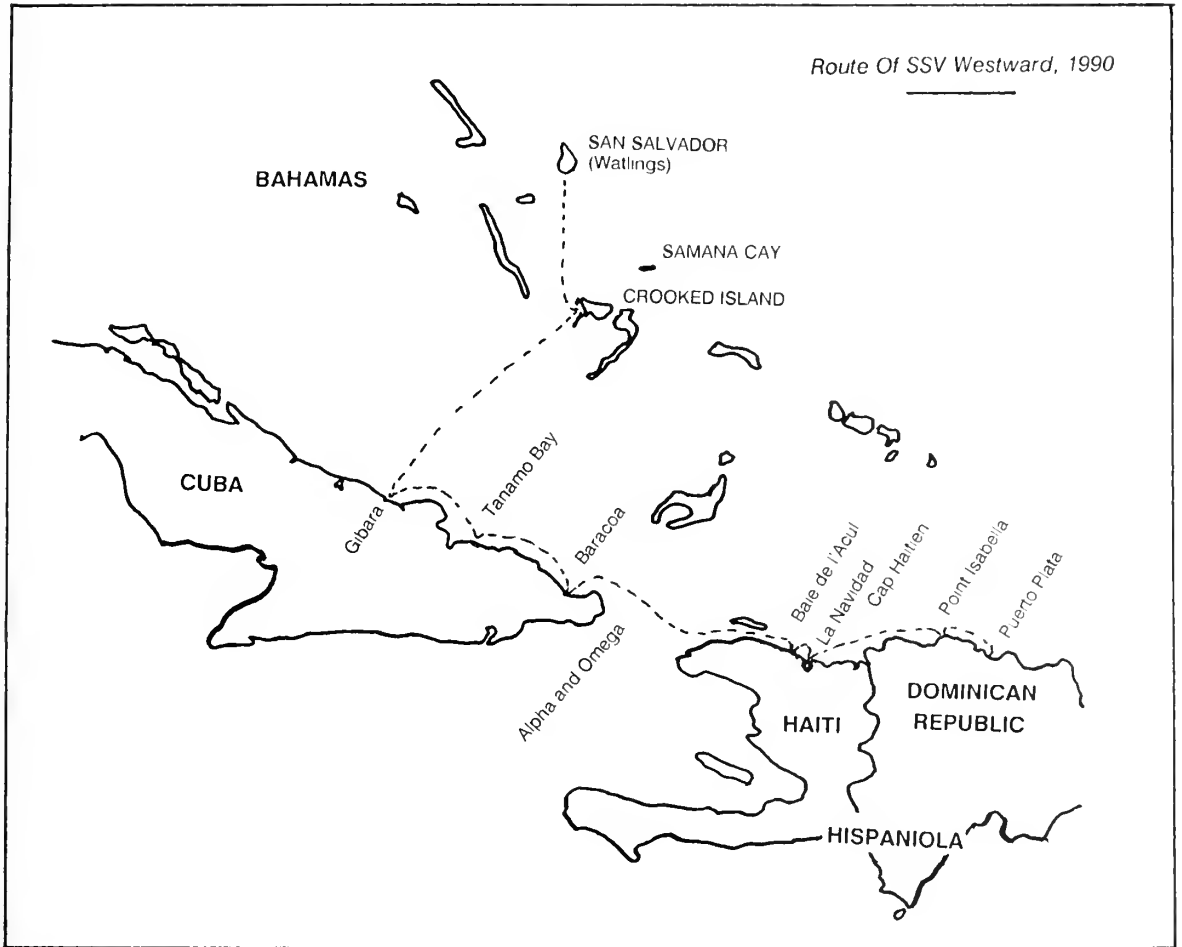 Route Of SSV Westward, 1990
SAN SALVADOR
(Watlings)
BAHAMAS
SAMANA CAY
CROOKED ISLAND
CUBA
Gibara
Tanamo Bay
Baracoa
Alpha and Omega
Baie de l'Acul
La Navidad
Cap Haitien
Point Isabella
Puerto Plata
HAITI
DOMINICAN
REPUBLIC
HISPANIOLA